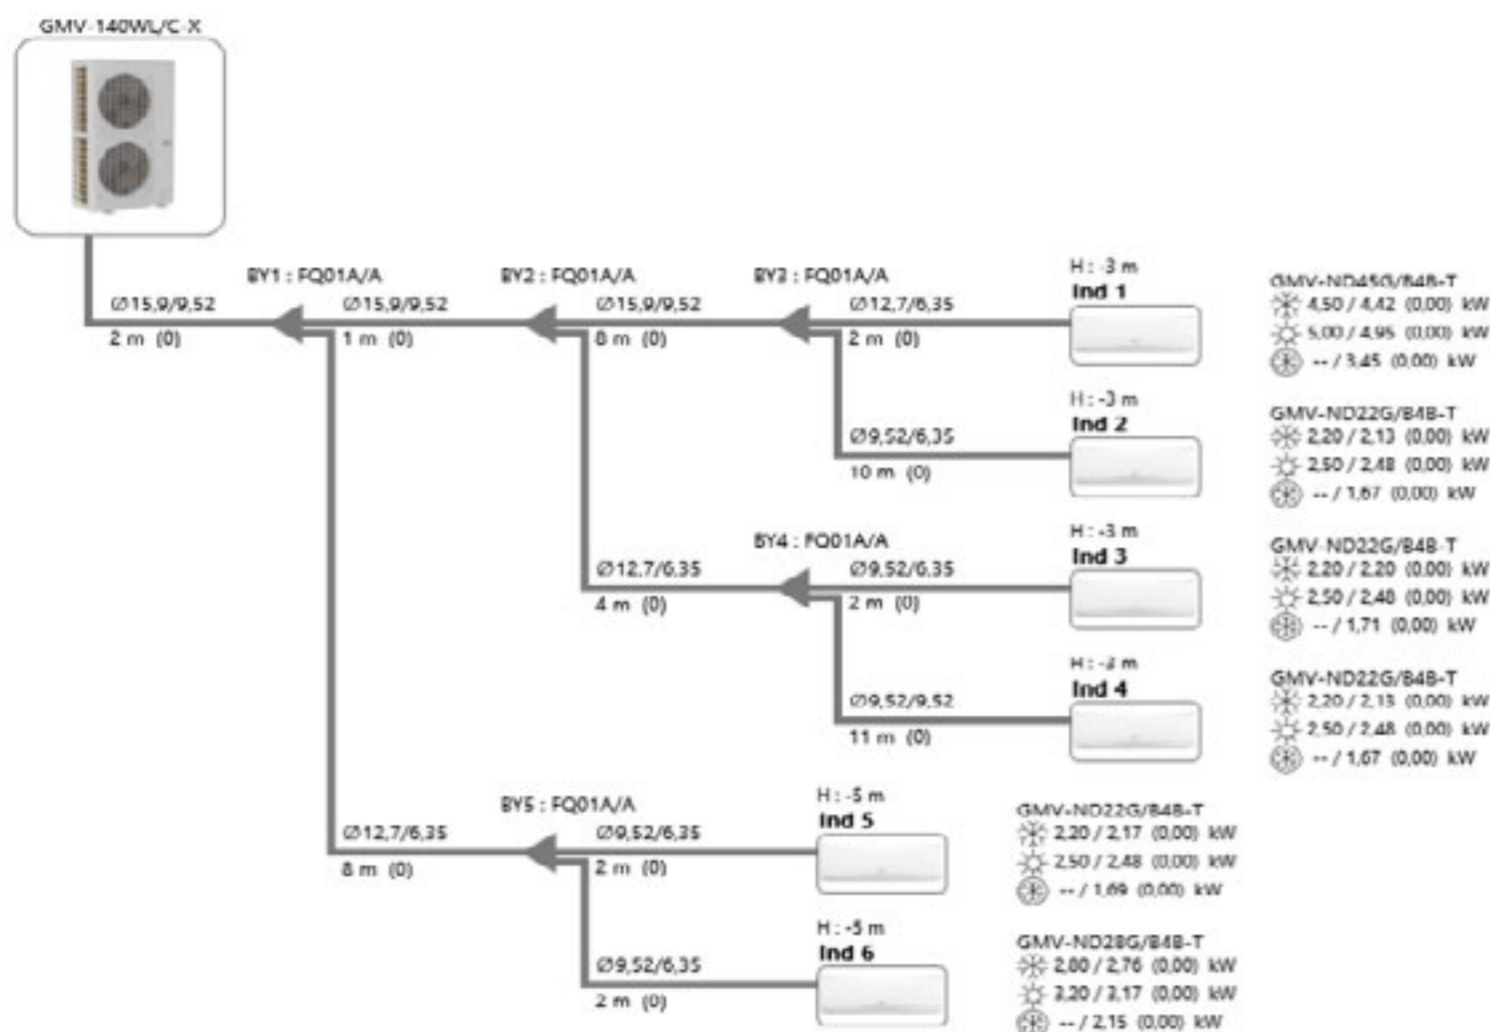 GMV-140WL/C-X
BY1 : FQ01A/A
BY2 : FQ01A/A
BY3 : FQ01A/A
Ø15,9/9,52
2 m (0)
Ø15,9/9,52
1 m (0)
Ø15,9/9,52
8 m (0)
Ø12,7/6,35
2 m (0)
H : -3 m
Ind 1
GMV-ND45G/B4B-T
4,50 / 4,42 (0,00) kW
5,00 / 4,95 (0,00) kW
-- / 3,45 (0,00) kW
Ø9,52/6,35
10 m (0)
H : -3 m
Ind 2
GMV-ND22G/B4B-T
2,20 / 2,13 (0,00) kW
2,50 / 2,48 (0,00) kW
-- / 1,67 (0,00) kW
BY4 : FQ01A/A
Ø12,7/6,35
4 m (0)
Ø9,52/6,35
2 m (0)
H : -3 m
Ind 3
GMV-ND22G/B4B-T
2,20 / 2,20 (0,00) kW
2,50 / 2,48 (0,00) kW
-- / 1,71 (0,00) kW
Ø9,52/9,52
11 m (0)
H : -3 m
Ind 4
GMV-ND22G/B4B-T
2,20 / 2,13 (0,00) kW
2,50 / 2,48 (0,00) kW
-- / 1,67 (0,00) kW
BY5 : FQ01A/A
Ø12,7/6,35
8 m (0)
Ø9,52/6,35
2 m (0)
H : -5 m
Ind 5
GMV-ND22G/B4B-T
2,20 / 2,17 (0,00) kW
2,50 / 2,48 (0,00) kW
-- / 1,69 (0,00) kW
Ø9,52/6,35
2 m (0)
H : -5 m
Ind 6
GMV-ND28G/B4B-T
2,80 / 2,76 (0,00) kW
3,20 / 3,17 (0,00) kW
-- / 2,15 (0,00) kW